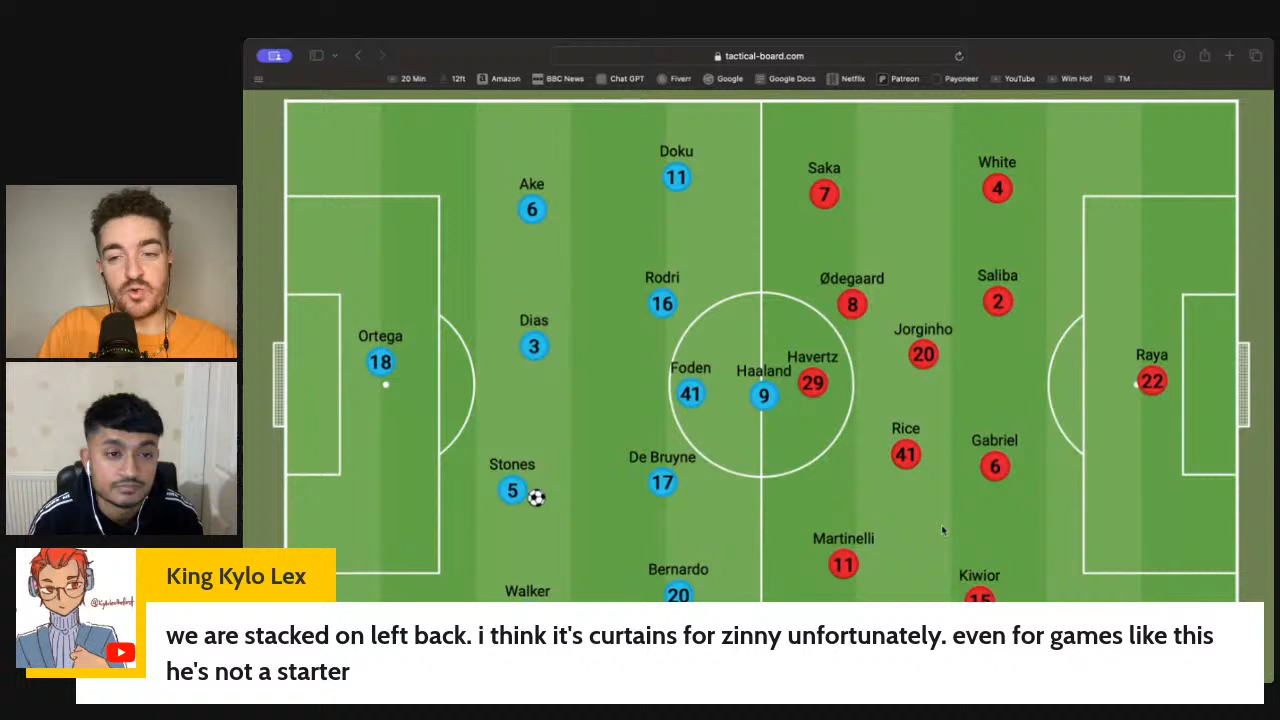 tactical-board.com
20 Min
12ft
Amazon
BBC News
Chat GPT
Fiverr
Google
Google Docs
Netflix
Patreon
Payoneer
YouTube
Wim Hof
TM
Doku
11
Saka
7
White
4
Ake
6
Rodri
16
Ødegaard
8
Saliba
2
Dias
3
Jorginho
20
Ortega
18
Foden
41
Haaland
9
Havertz
29
Raya
22
Rice
41
Gabriel
6
Stones
5
De Bruyne
17
Martinelli
11
Walker
Bernardo
20
Kiwior
15
King Kylo Lex
we are stacked on left back. i think it's curtains for zinny unfortunately. even for games like this
he's not a starter